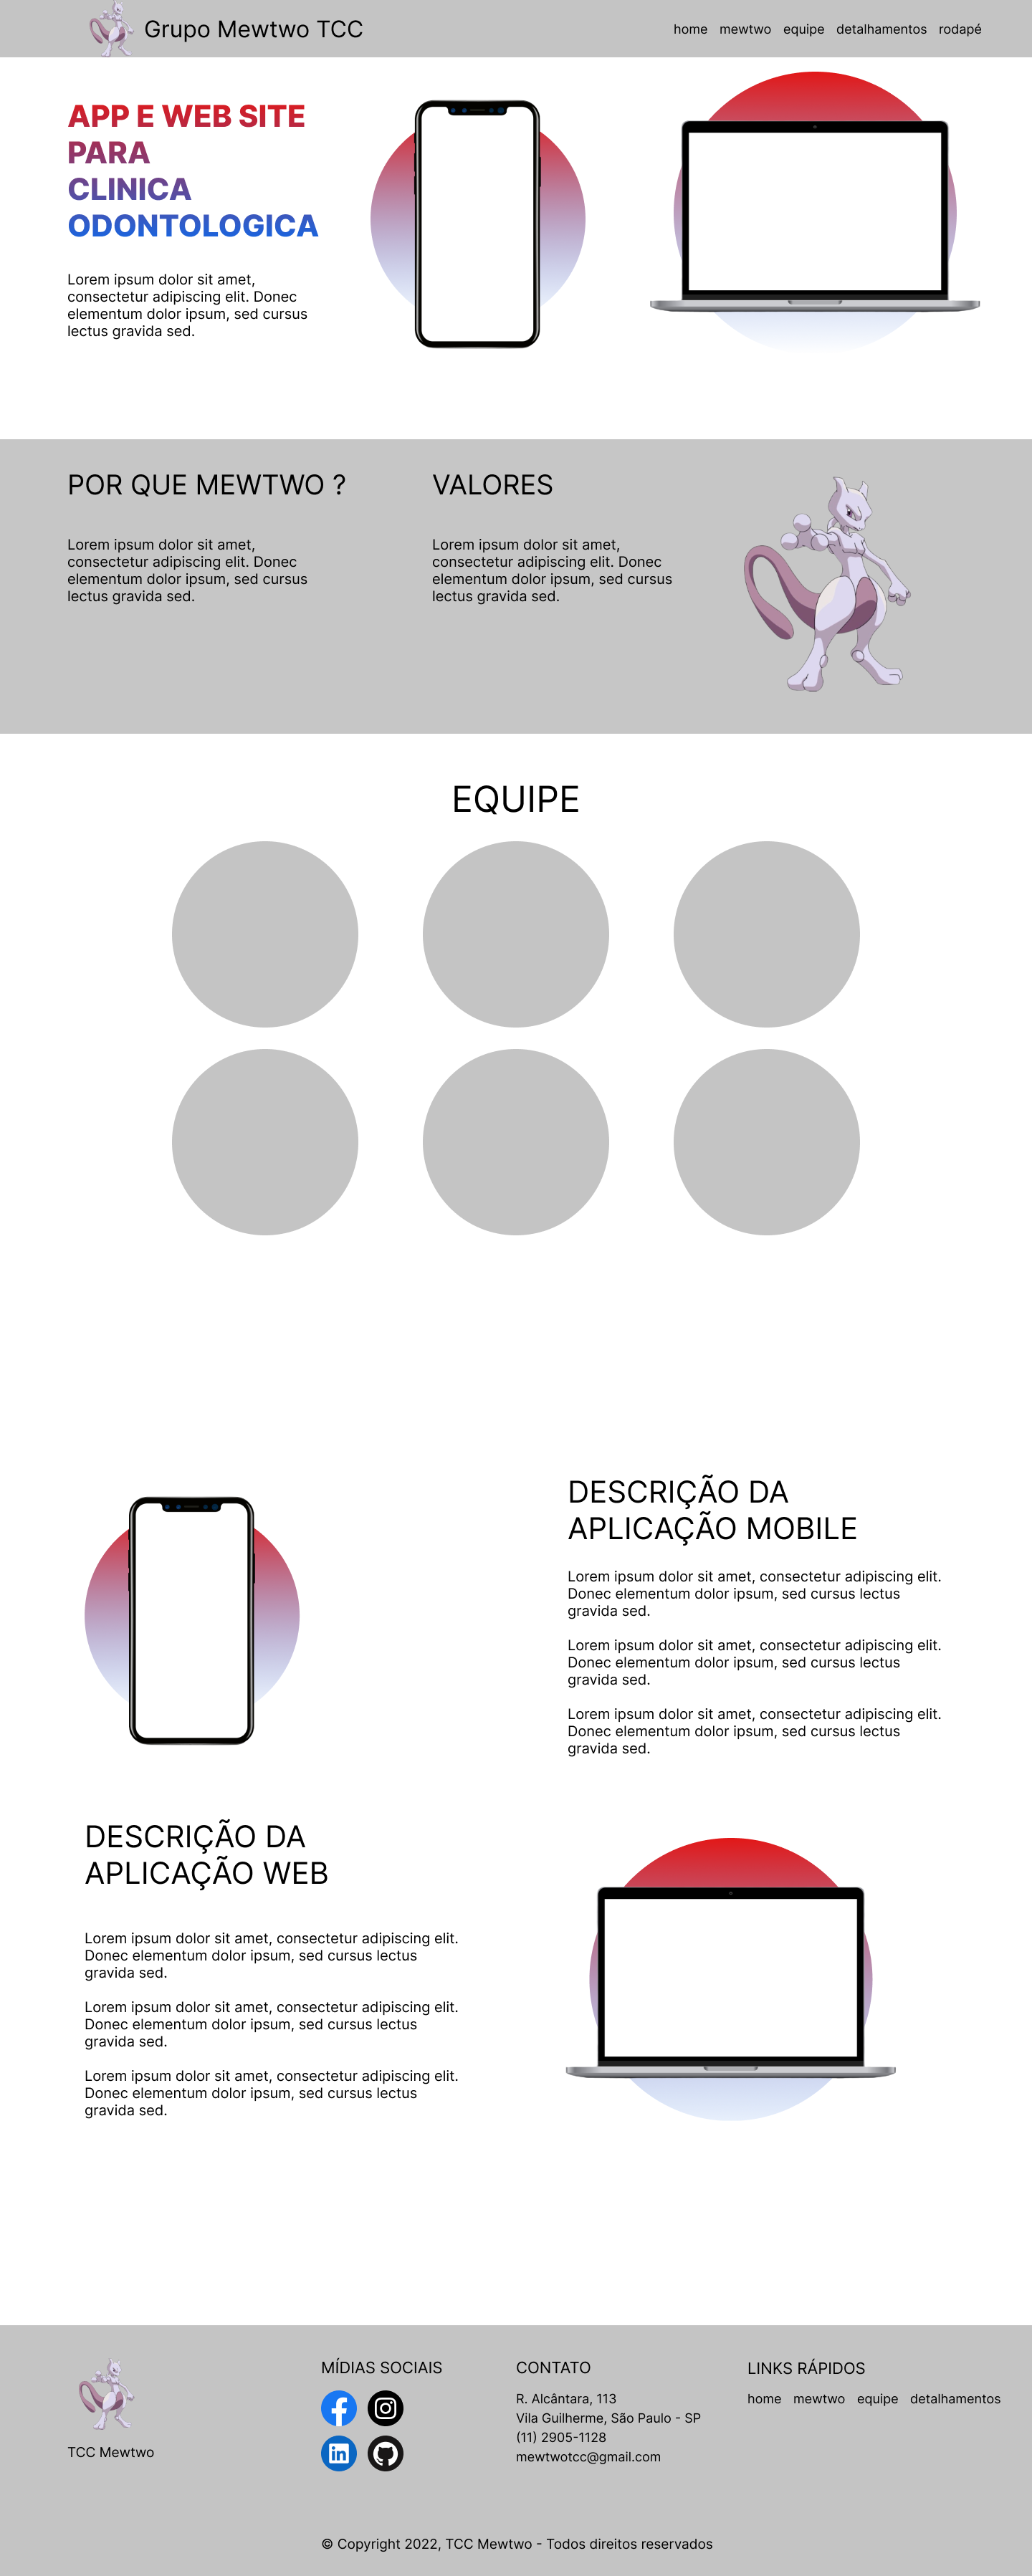 Grupo Mewtwo TCC
home mewtwo equipe detalhamentos rodapé
APP E WEB SITE
PARA
CLINICA
ODONTOLOGICA
Lorem ipsum dolor sit amet,
consectetur adipiscing elit. Donec
elementum dolor ipsum, sed cursus
lectus gravida sed.
POR QUE MEWTWO ?
Lorem ipsum dolor sit amet,
consectetur adipiscing elit. Donec
elementum dolor ipsum, sed cursus
lectus gravida sed.
VALORES
Lorem ipsum dolor sit amet,
consectetur adipiscing elit. Donec
elementum dolor ipsum, sed cursus
lectus gravida sed.
EQUIPE
DESCRIÇÃO DA
APLICAÇÃO MOBILE
Lorem ipsum dolor sit amet, consectetur adipiscing elit.
Donec elementum dolor ipsum, sed cursus lectus
gravida sed.
Lorem ipsum dolor sit amet, consectetur adipiscing elit.
Donec elementum dolor ipsum, sed cursus lectus
gravida sed.
Lorem ipsum dolor sit amet, consectetur adipiscing elit.
Donec elementum dolor ipsum, sed cursus lectus
gravida sed.
DESCRIÇÃO DA
APLICAÇÃO WEB
Lorem ipsum dolor sit amet, consectetur adipiscing elit.
Donec elementum dolor ipsum, sed cursus lectus
gravida sed.
Lorem ipsum dolor sit amet, consectetur adipiscing elit.
Donec elementum dolor ipsum, sed cursus lectus
gravida sed.
Lorem ipsum dolor sit amet, consectetur adipiscing elit.
Donec elementum dolor ipsum, sed cursus lectus
gravida sed.
TCC Mewtwo
MÍDIAS SOCIAIS
CONTATO
R. Alcântara, 113
Vila Guilherme, São Paulo - SP
(11) 2905-1128
mewtwotcc@gmail.com
LINKS RÁPIDOS
home mewtwo equipe detalhamentos
© Copyright 2022, TCC Mewtwo - Todos direitos reservados